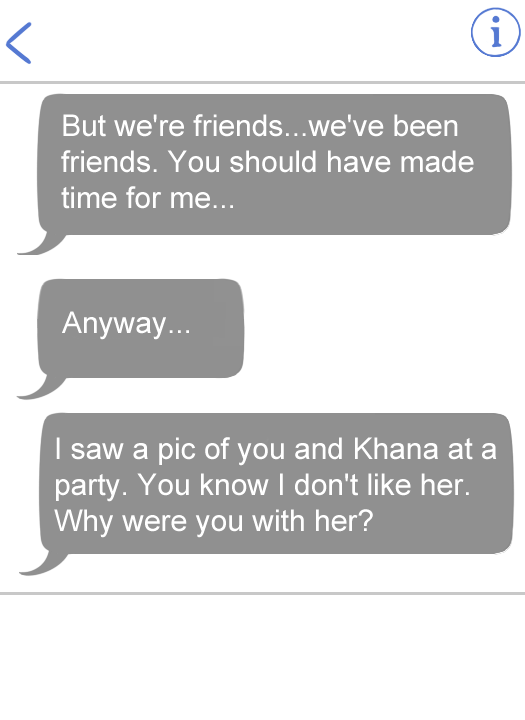 i
But we're friends...we've been
friends. You should have made
time for me...
Anyway...
I saw a pic of you and Khana at a
party. You know I don't like her.
Why were you with her?